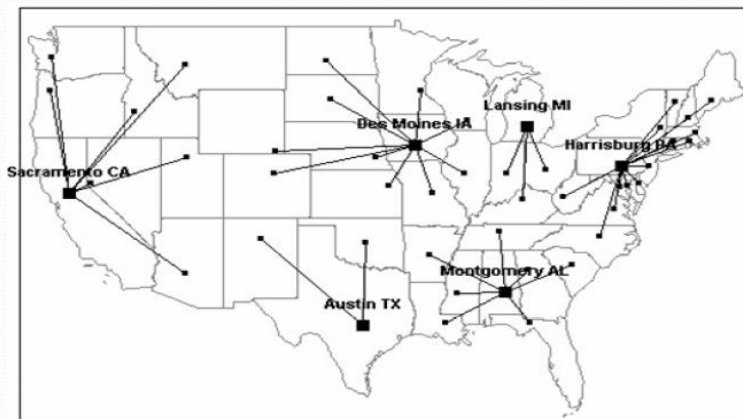 Lansing MI
Des Moines IA
Harrisburg PA
Sacramento CA
Montgomery AL
Austin TX